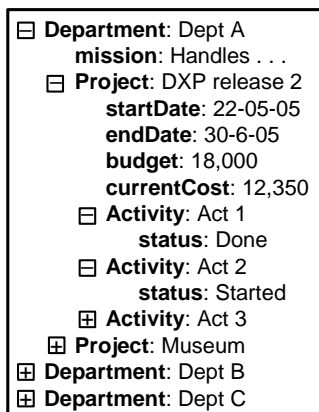 Department: Dept A
mission: Handles . . .
Project: DXP release 2
startDate: 22-05-05
endDate: 30-6-05
budget: 18,000
currentCost: 12,350
Activity: Act 1
status: Done
Activity: Act 2
status: Started
Activity: Act 3
Project: Museum
Department: Dept B
Department: Dept C